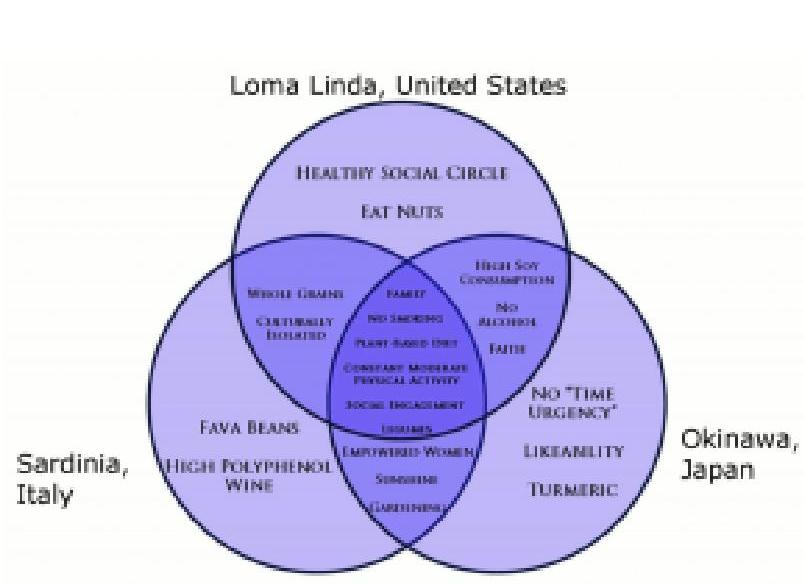 Loma Linda, United States
HEALTHY SOCIAL CIRCLE
EAT NUTS
WHOLE GRAINS
CULTURALLY
ISOLATED
FAMILY
NO SMOKING
PLANT-BASED DIET
CONSTANT MODERATE
PHYSICAL ACTIVITY
SOCIAL ENGAGEMENT
LEGUMES
HIGH SOY
CONSUMPTION
NO
ALCOHOL
FAITH
FAVA BEANS
HIGH POLYPHENOL
WINE
EMPOWERED WOMEN
SUNSHINE
GARDENING
NO "TIME
URGENCY"
LIKEABILITY
TURMERIC
Sardinia,
Italy
Okinawa,
Japan